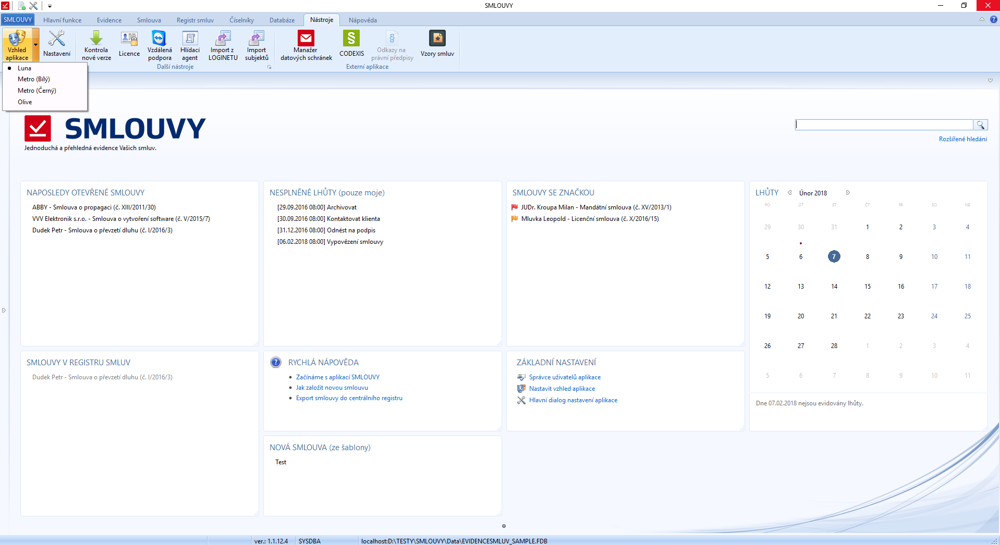 SMLOUVY
SMLOUVY Hlavní funkce Evidence Smlouva Registr smluv Číselníky Databáze Nástroje Nápověda
Vzhled aplikace
Nastavení
Kontrola nové verze
Licence
Vzdálená podpora
Hlídací agent
Import z LOGINETU
Import subjektů
Další nástroje
Manažer datových schránek
CODEXIS
Odkazy na právní předpisy
Vzory smluv
Externí aplikace
Luna
Metro (Bílý)
Metro (Černý)
Olive
SMLOUVY
Jednoduchá a přehledná evidence Vašich smluv.
Rozšířené hledání
NAPOSLEDY OTEVŘENÉ SMLOUVY
ABBY - Smlouva o propagaci (č. XIII/2011/30)
VVV Elektronik s.r.o. - Smlouva o vytvoření software (č. V/2015/7)
Dudek Petr - Smlouva o převzetí dluhu (č. I/2016/3)
NESPLNĚNÉ LHŮTY (pouze moje)
[29.09.2016 08:00] Archivovat
[30.09.2016 08:00] Kontaktovat klienta
[31.12.2016 08:00] Odnést na podpis
[06.02.2018 08:00] Vypovězení smlouvy
SMLOUVY SE ZNAČKOU
JUDr. Kroupa Milan - Mandátní smlouva (č. XV/2013/1)
Mluvka Leopold - Licenční smlouva (č. X/2016/15)
LHŮTY Únor 2018
PO ÚT ST ČT PÁ SO NE
29 30 31 1 2 3 4
5 6 7 8 9 10 11
12 13 14 15 16 17 18
19 20 21 22 23 24 25
26 27 28 1 2 3 4
5 6 7 8 9 10 11
Dne 07.02.2018 nejsou evidovány lhůty.
SMLOUVY V REGISTRU SMLUV
Dudek Petr - Smlouva o převzetí dluhu (č. I/2016/3)
RYCHLÁ NÁPOVĚDA
Začínáme s aplikací SMLOUVY
Jak založit novou smlouvu
Export smlouvy do centrálního registru
ZÁKLADNÍ NASTAVENÍ
Správce uživatelů aplikace
Nastavit vzhled aplikace
Hlavní dialog nastavení aplikace
NOVÁ SMLOUVA (ze šablony)
Test
ver.: 1.1.12.4 SYSDBA localhost:D:\TESTY\SMLOUVY\Data\EVIDENCESMLUV_SAMPLE.FDB